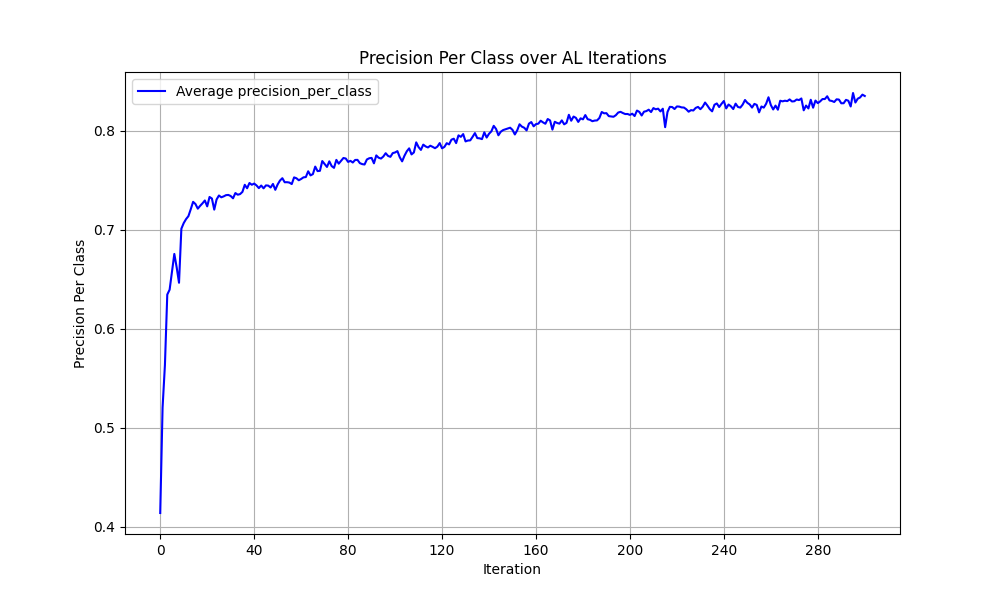 Precision Per Class over AL Iterations
Average precision_per_class
Precision Per Class
0.8
0.7
0.6
0.5
0.4
0 40 80 120 160 200 240 280
Iteration